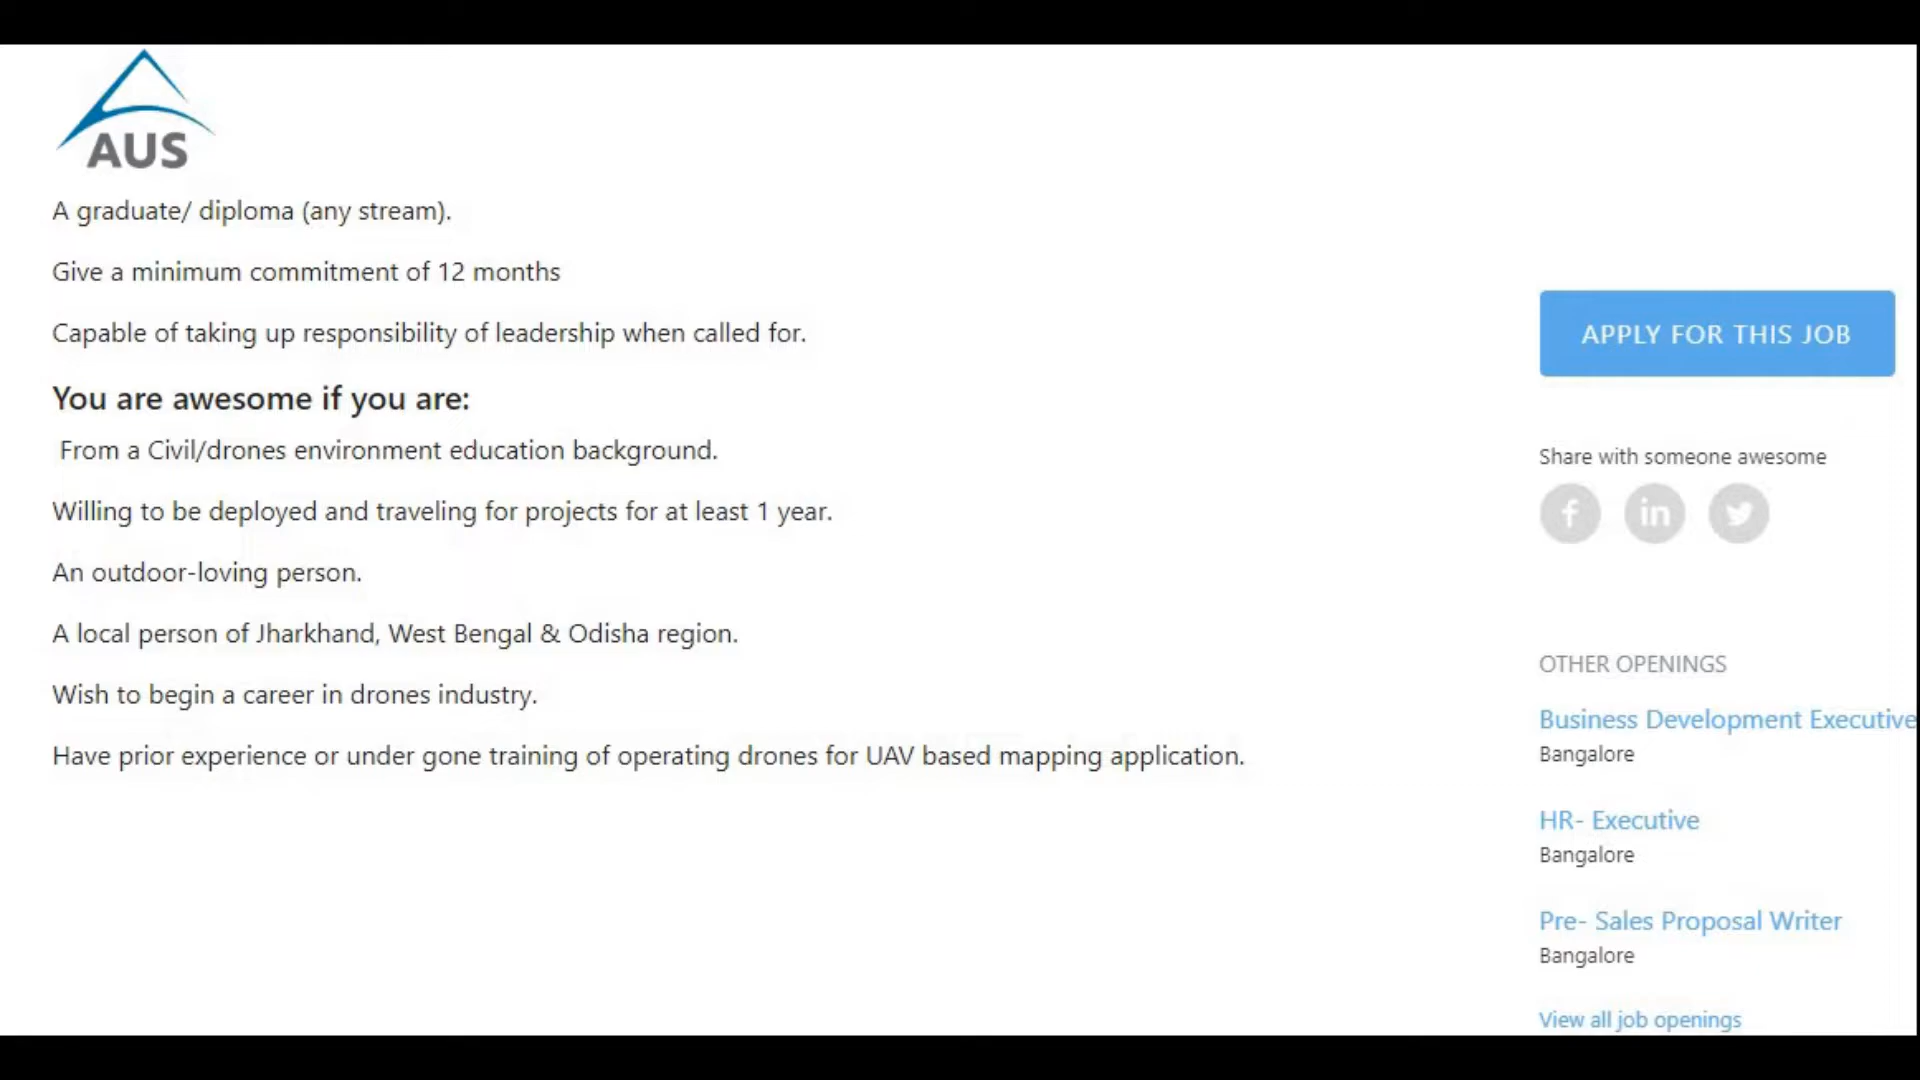 AUS
A graduate/ diploma (any stream).
Give a minimum commitment of 12 months
Capable of taking up responsibility of leadership when called for.
You are awesome if you are:
From a Civil/drones environment education background.
Willing to be deployed and traveling for projects for at least 1 year.
An outdoor-loving person.
A local person of Jharkhand, West Bengal & Odisha region.
Wish to begin a career in drones industry.
Have prior experience or under gone training of operating drones for UAV based mapping application.
APPLY FOR THIS JOB
Share with someone awesome
f in
OTHER OPENINGS
Business Development Executive
Bangalore
HR- Executive
Bangalore
Pre- Sales Proposal Writer
Bangalore
View all job openings